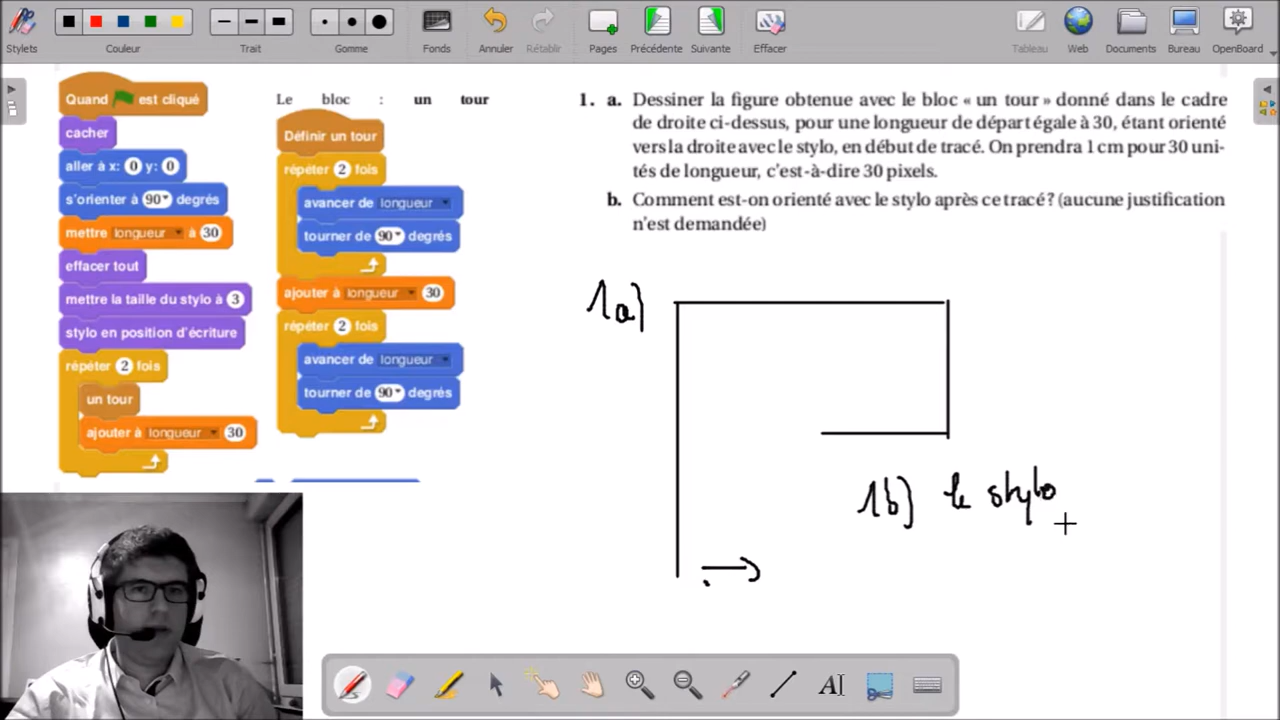 Stylets
Couleur
Trait
Gomme
Fonds
Annuler
Rétablir
Pages
Précédente
Suivante
Effacer
Tableau
Web
Documents
Bureau
OpenBoard
Quand est cliqué
cacher
aller à x: 0 y: 0
s'orienter à 90 degrés
mettre longueur à 30
effacer tout
mettre la taille du stylo à 3
stylo en position d'écriture
répéter 2 fois
un tour
ajouter à longueur 30
Le bloc : un tour
Définir un tour
répéter 2 fois
avancer de longueur
tourner de 90 degrés
ajouter à longueur 30
répéter 2 fois
avancer de longueur
tourner de 90 degrés
1. a. Dessiner la figure obtenue avec le bloc « un tour » donné dans le cadre
de droite ci-dessus, pour une longueur de départ égale à 30, étant orienté
vers la droite avec le stylo, en début de tracé. On prendra 1 cm pour 30 uni-
tés de longueur, c'est-à-dire 30 pixels.
b. Comment est-on orienté avec le stylo après ce tracé? (aucune justification
n'est demandée)
1a)
1b) le stylo
AI